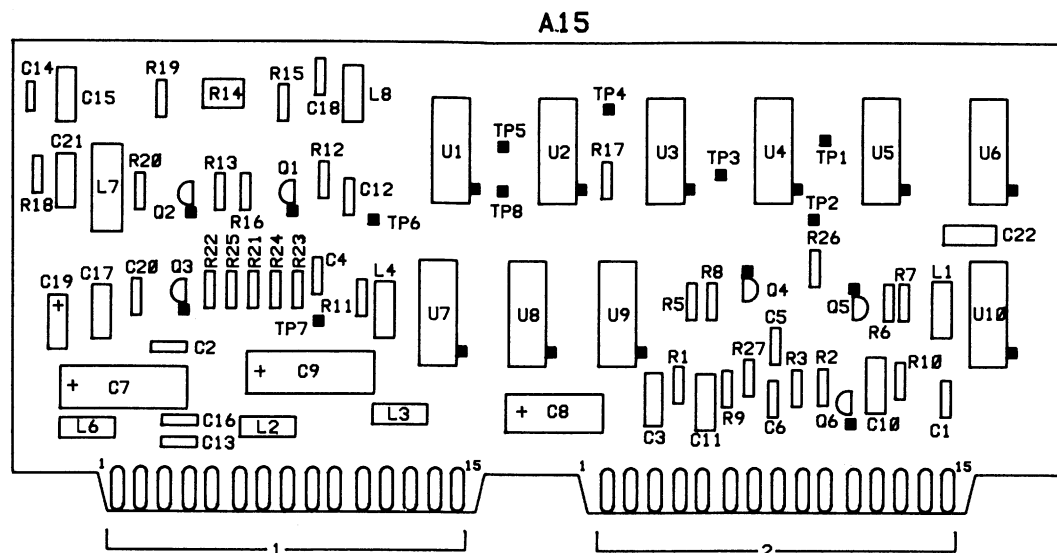 A15
C14
C15
R19
R14
R15
C18
L8
TP4
U1
TP5
U2
R17
U3
TP3
U4
TP1
U5
U6
C21
R18
L7
R20
Q2
R13
R16
Q1
R12
C12
TP6
TP8
TP2
C22
C19
C17
C20
Q3
R22
R25
R21
R24
R23
C4
TP7
R11
L4
U7
U8
U9
R5
R8
Q4
R26
Q5
R6
R7
L1
U10
C2
+ C7
+ C9
C16
C13
L6
L2
L3
+ C8
C3
R1
C11
R9
R27
C5
C6
R3
R2
Q6
C10
R10
C1
1
15
1
15
1
2